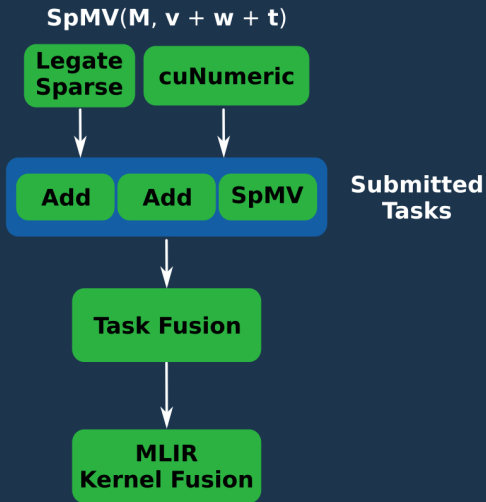 SpMV(M, v + w + t)
Legate
Sparse
cuNumeric
Add
Add
SpMV
Submitted
Tasks
Task Fusion
MLIR
Kernel Fusion